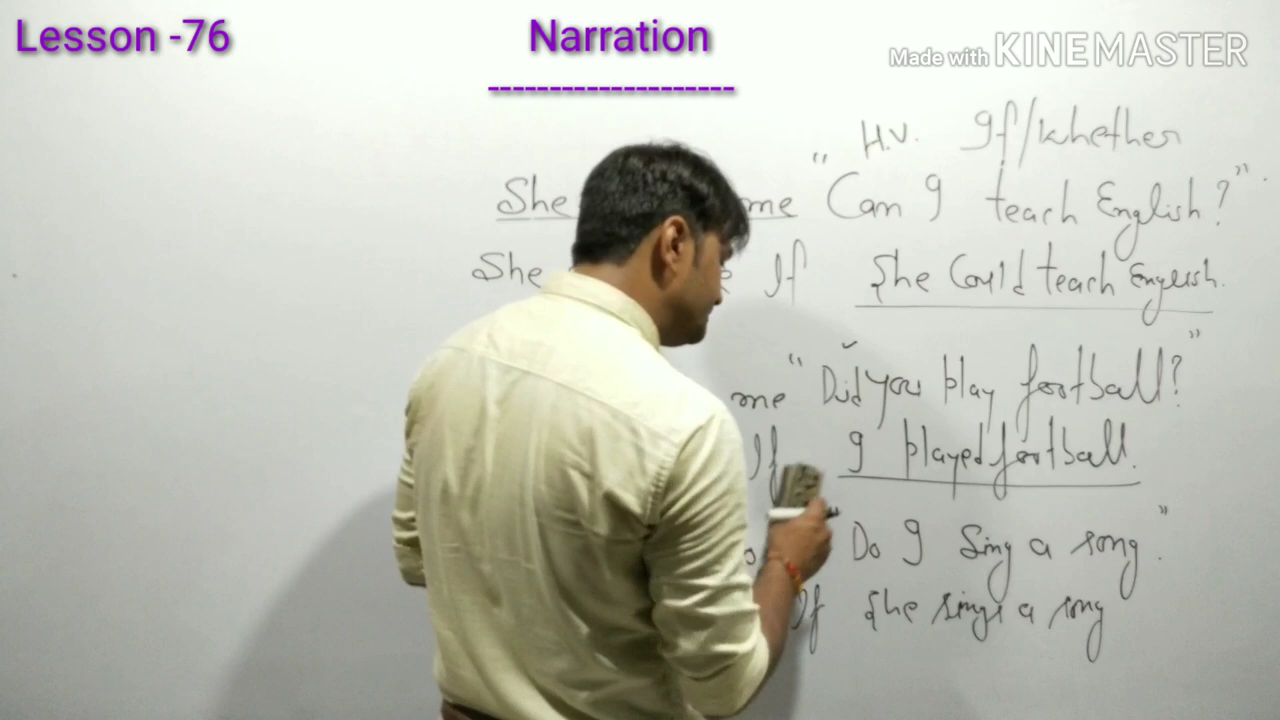 Lesson -76
Narration
--------------------
Made with KINEMASTER
H.V. If/Whether
She me "Can I teach English?".
She If She Could teach English.
me "Did you play football?"
If I played football.
Do I Sing a song."
If She sings a song